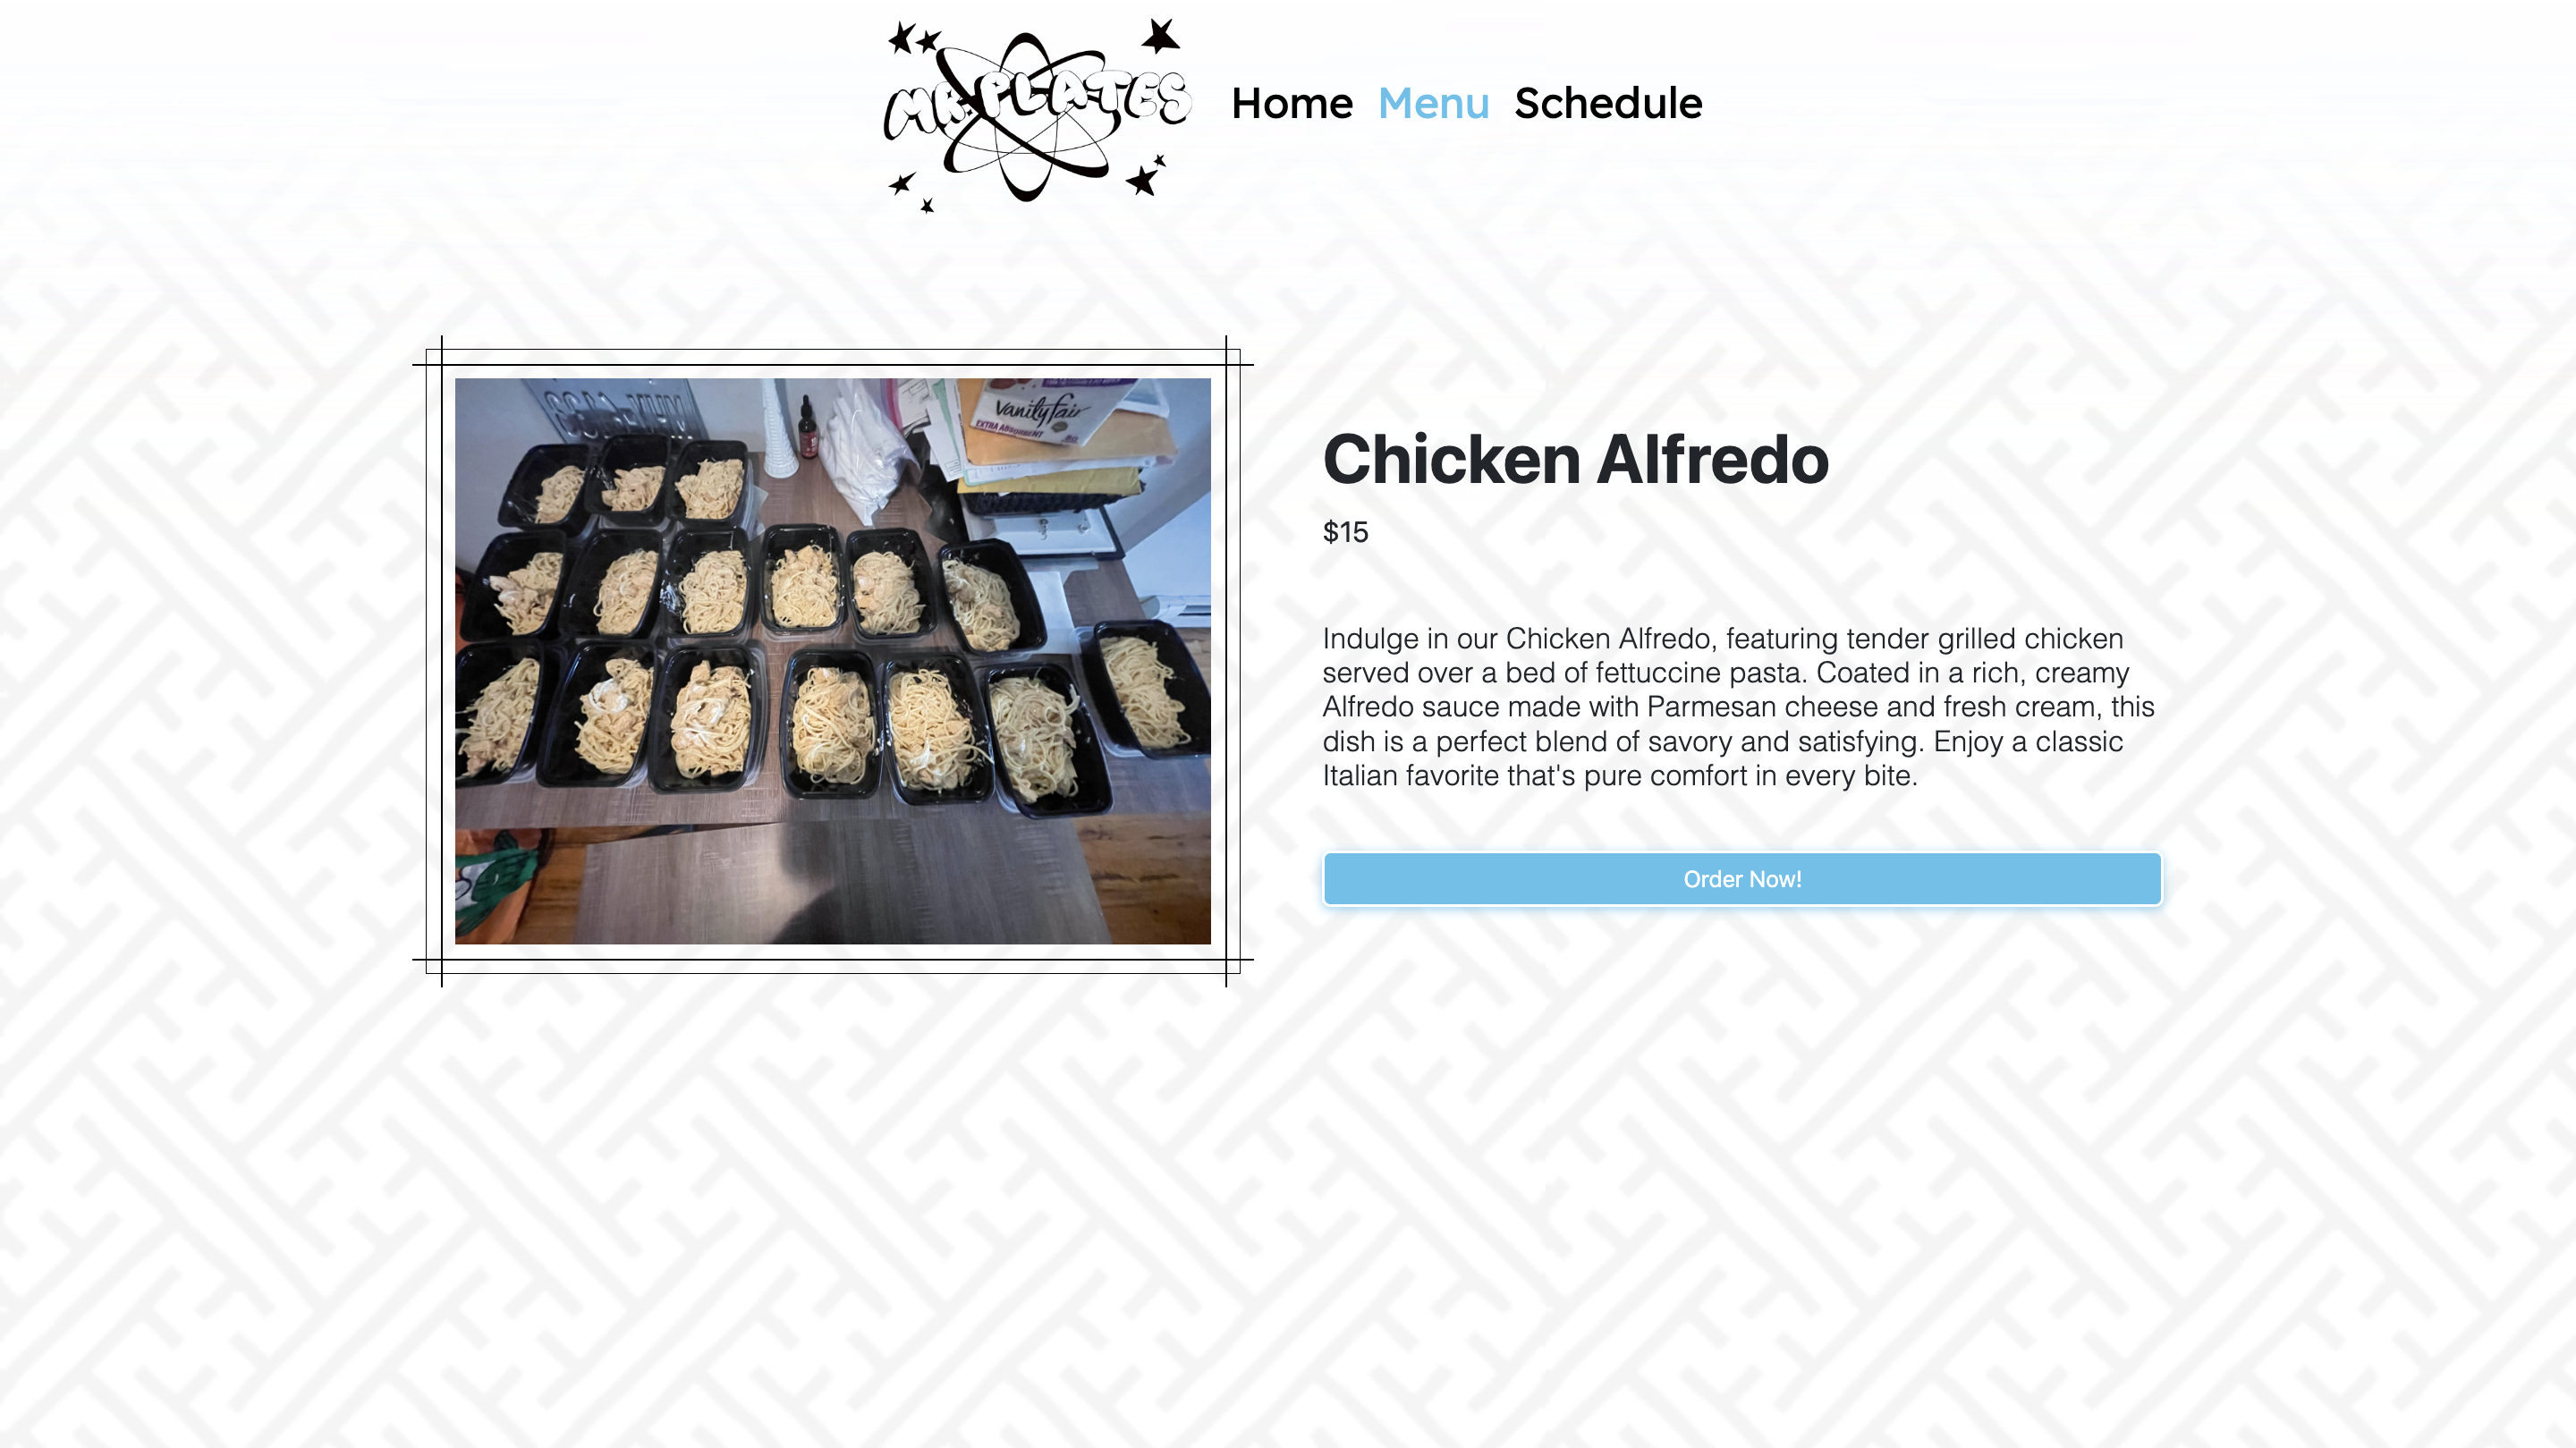 MR. PLATES
Home Menu Schedule
Vanity fair
EXTRA ABSORBENT
Chicken Alfredo
$15
Indulge in our Chicken Alfredo, featuring tender grilled chicken
served over a bed of fettuccine pasta. Coated in a rich, creamy
Alfredo sauce made with Parmesan cheese and fresh cream, this
dish is a perfect blend of savory and satisfying. Enjoy a classic
Italian favorite that's pure comfort in every bite.
Order Now!